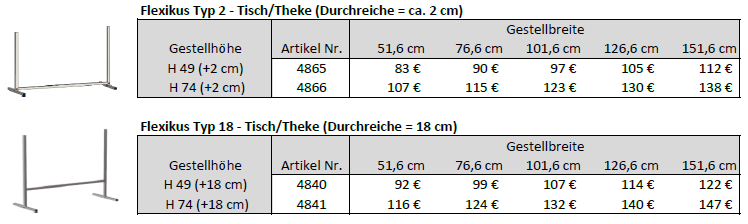 Flexikus Typ 2 - Tisch/Theke (Durchreiche = ca. 2 cm)
Gestellbreite
Gestellhöhe Artikel Nr. 51,6 cm 76,6 cm 101,6 cm 126,6 cm 151,6 cm
H 49 (+2 cm) 4865 83 € 90 € 97 € 105 € 112 €
H 74 (+2 cm) 4866 107 € 115 € 123 € 130 € 138 €
Flexikus Typ 18 - Tisch/Theke (Durchreiche = 18 cm)
Gestellbreite
Gestellhöhe Artikel Nr. 51,6 cm 76,6 cm 101,6 cm 126,6 cm 151,6 cm
H 49 (+18 cm) 4840 92 € 99 € 107 € 114 € 122 €
H 74 (+18 cm) 4841 116 € 124 € 132 € 140 € 147 €